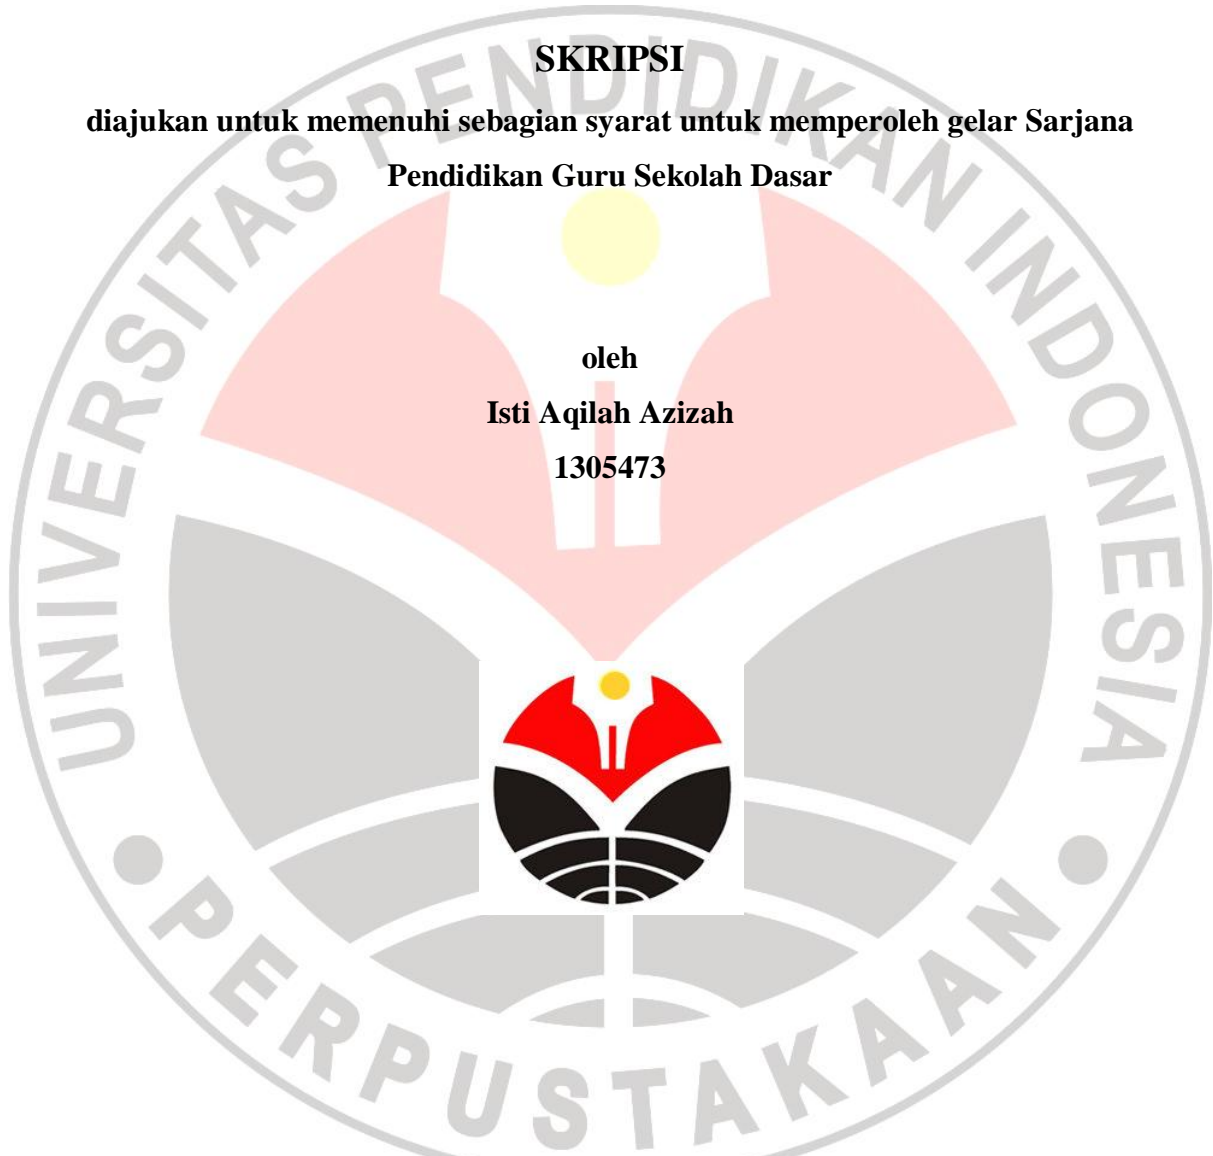 SKRIPSI
diajukan untuk memenuhi sebagian syarat untuk memperoleh gelar Sarjana
Pendidikan Guru Sekolah Dasar
oleh
Isti Aqilah Azizah
1305473
UNIVERSITAS PENDIDIKAN INDONESIA
PERPUSTAKAAN